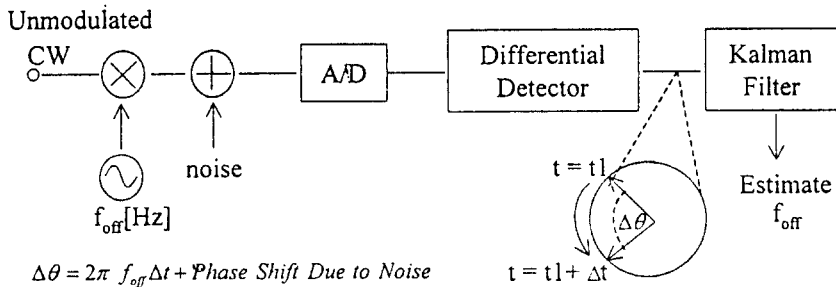 Unmodulated
CW
A/D
Differential
Detector
Kalman
Filter
noise
f_off[Hz]
t = t1
Δθ
t = t1 + Δt
Estimate
f_off
Δθ = 2π f_off Δt + Phase Shift Due to Noise